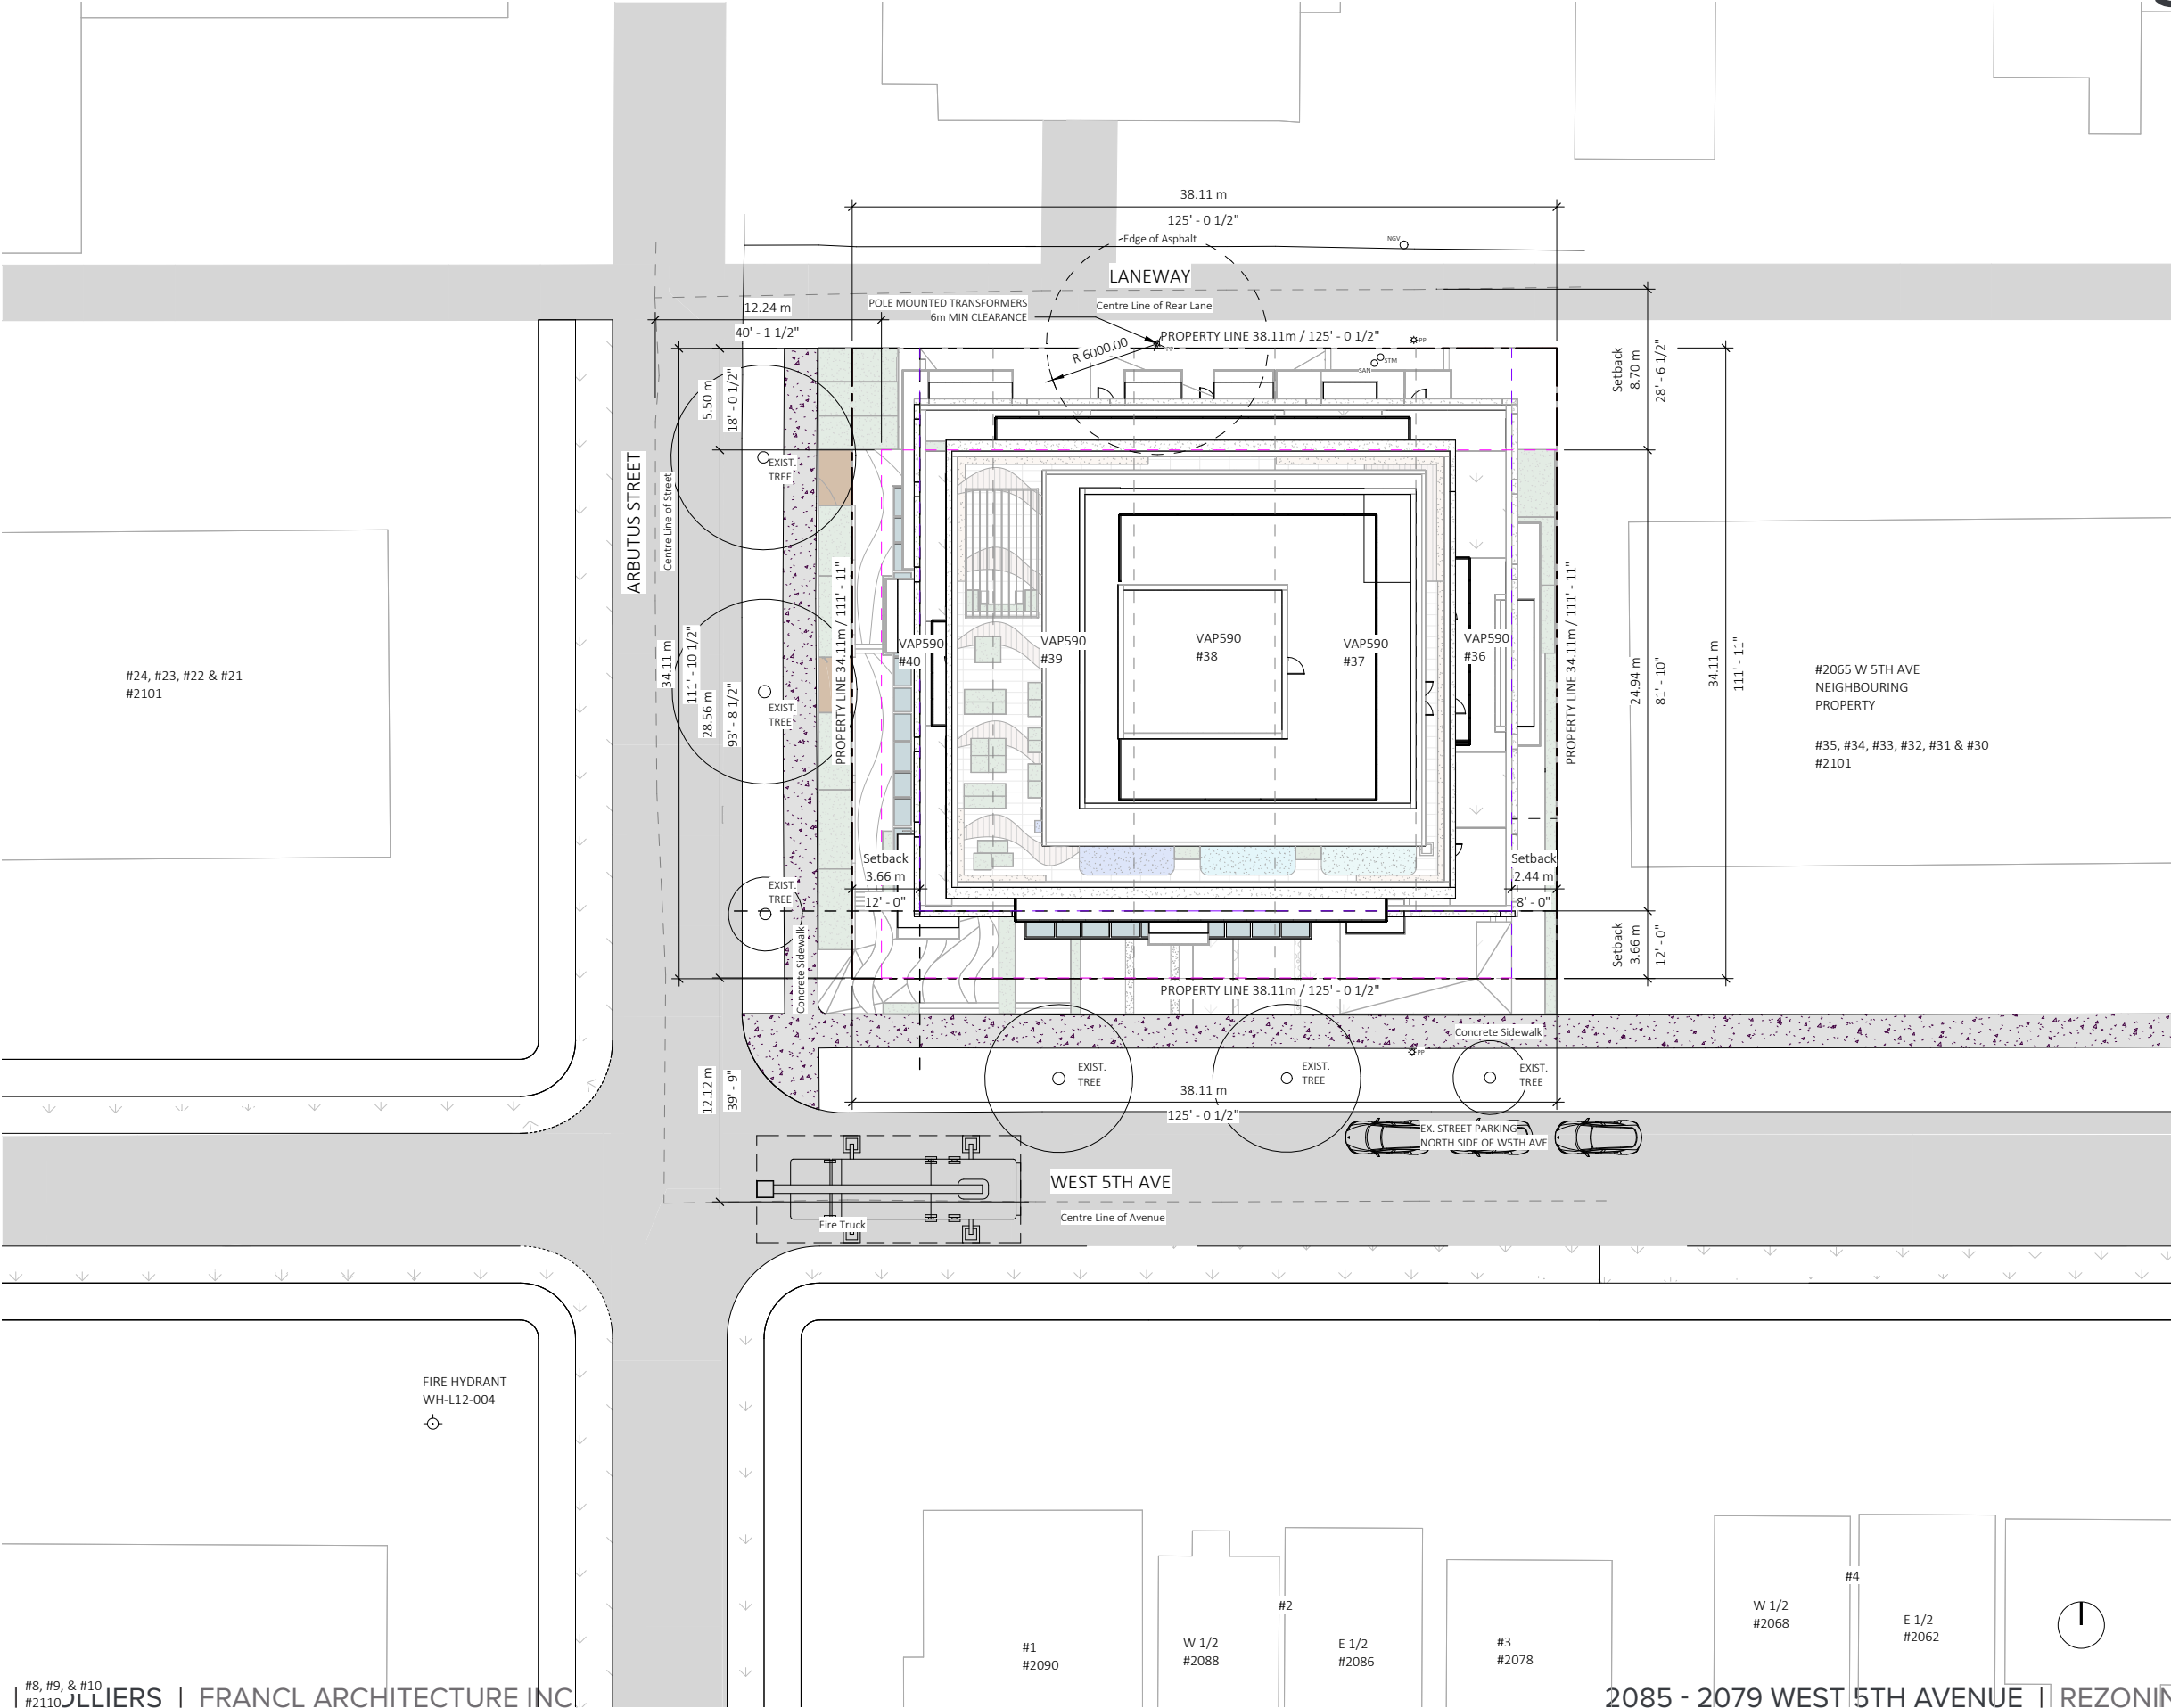 38.11 m
125' - 0 1/2"
Edge of Asphalt
NGV
LANEWAY
12.24 m
40' - 1 1/2"
POLE MOUNTED TRANSFORMERS
6m MIN CLEARANCE
Centre Line of Rear Lane
PROPERTY LINE 38.11m / 125' - 0 1/2"
PP
PP
R 6000.00
STM
SAN
Setback
8.70 m
28' - 6 1/2"
5.50 m
18' - 0 1/2"
EXIST.
TREE
ARBUTUS STREET
Centre Line of Street
34.11 m
111' - 10 1/2"
28.56 m
93' - 8 1/2"
EXIST.
TREE
PROPERTY LINE 34.11m / 111' - 11"
VAP590
#40
VAP590
#39
VAP590
#38
VAP590
#37
VAP590
#36
PROPERTY LINE 34.11m / 111' - 11"
24.94 m
81' - 10"
34.11 m
111' - 11"
#24, #23, #22 & #21
#2101
#2065 W 5TH AVE
NEIGHBOURING
PROPERTY
#35, #34, #33, #32, #31 & #30
#2101
EXIST.
TREE
Setback
3.66 m
12' - 0"
Setback
2.44 m
8' - 0"
Setback
3.66 m
12' - 0"
Concrete Sidewalk
PROPERTY LINE 38.11m / 125' - 0 1/2"
Concrete Sidewalk
PP
EXIST.
TREE
EXIST.
TREE
EXIST.
TREE
12.12 m
39' - 9"
38.11 m
125' - 0 1/2"
EX. STREET PARKING
NORTH SIDE OF W5TH AVE
WEST 5TH AVE
Centre Line of Avenue
Fire Truck
FIRE HYDRANT
WH-L12-004
#1
#2090
W 1/2
#2088
#2
E 1/2
#2086
#3
#2078
W 1/2
#2068
#4
E 1/2
#2062
#8, #9, & #10
#2110
LLIERS | FRANCL ARCHITECTURE INC
2085 - 2079 WEST 5TH AVENUE | REZONIN